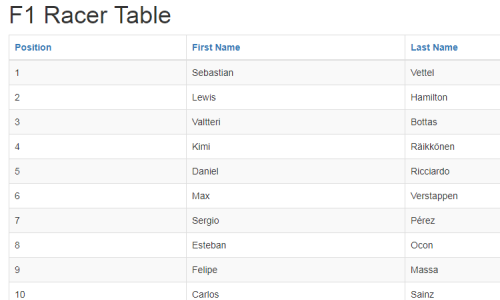 F1 Racer Table
Position First Name Last Name
1 Sebastian Vettel
2 Lewis Hamilton
3 Valtteri Bottas
4 Kimi Räikkönen
5 Daniel Ricciardo
6 Max Verstappen
7 Sergio Pérez
8 Esteban Ocon
9 Felipe Massa
10 Carlos Sainz